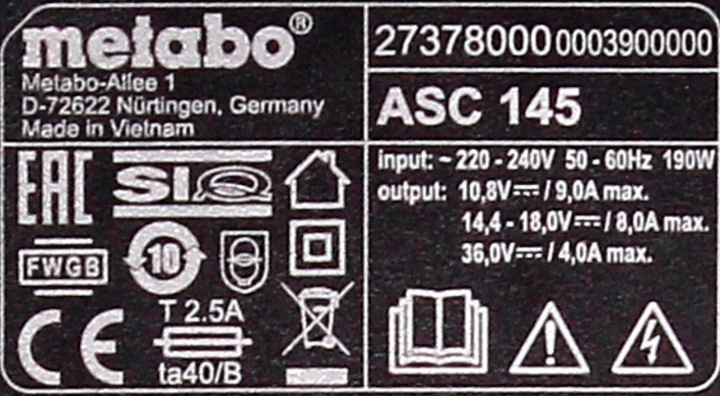 metabo®
Metabo-Allee 1
D-72622 Nürtingen, Germany
Made in Vietnam
27378000 0003900000
ASC 145
input: ~ 220 - 240V 50 - 60Hz 190W
output: 10,8V⎓ / 9,0A max.
14,4 - 18,0V⎓ / 8,0A max.
36,0V⎓ / 4,0A max.
EAC
SIQ
FWGB
10
T 2.5A
CE
ta40/B